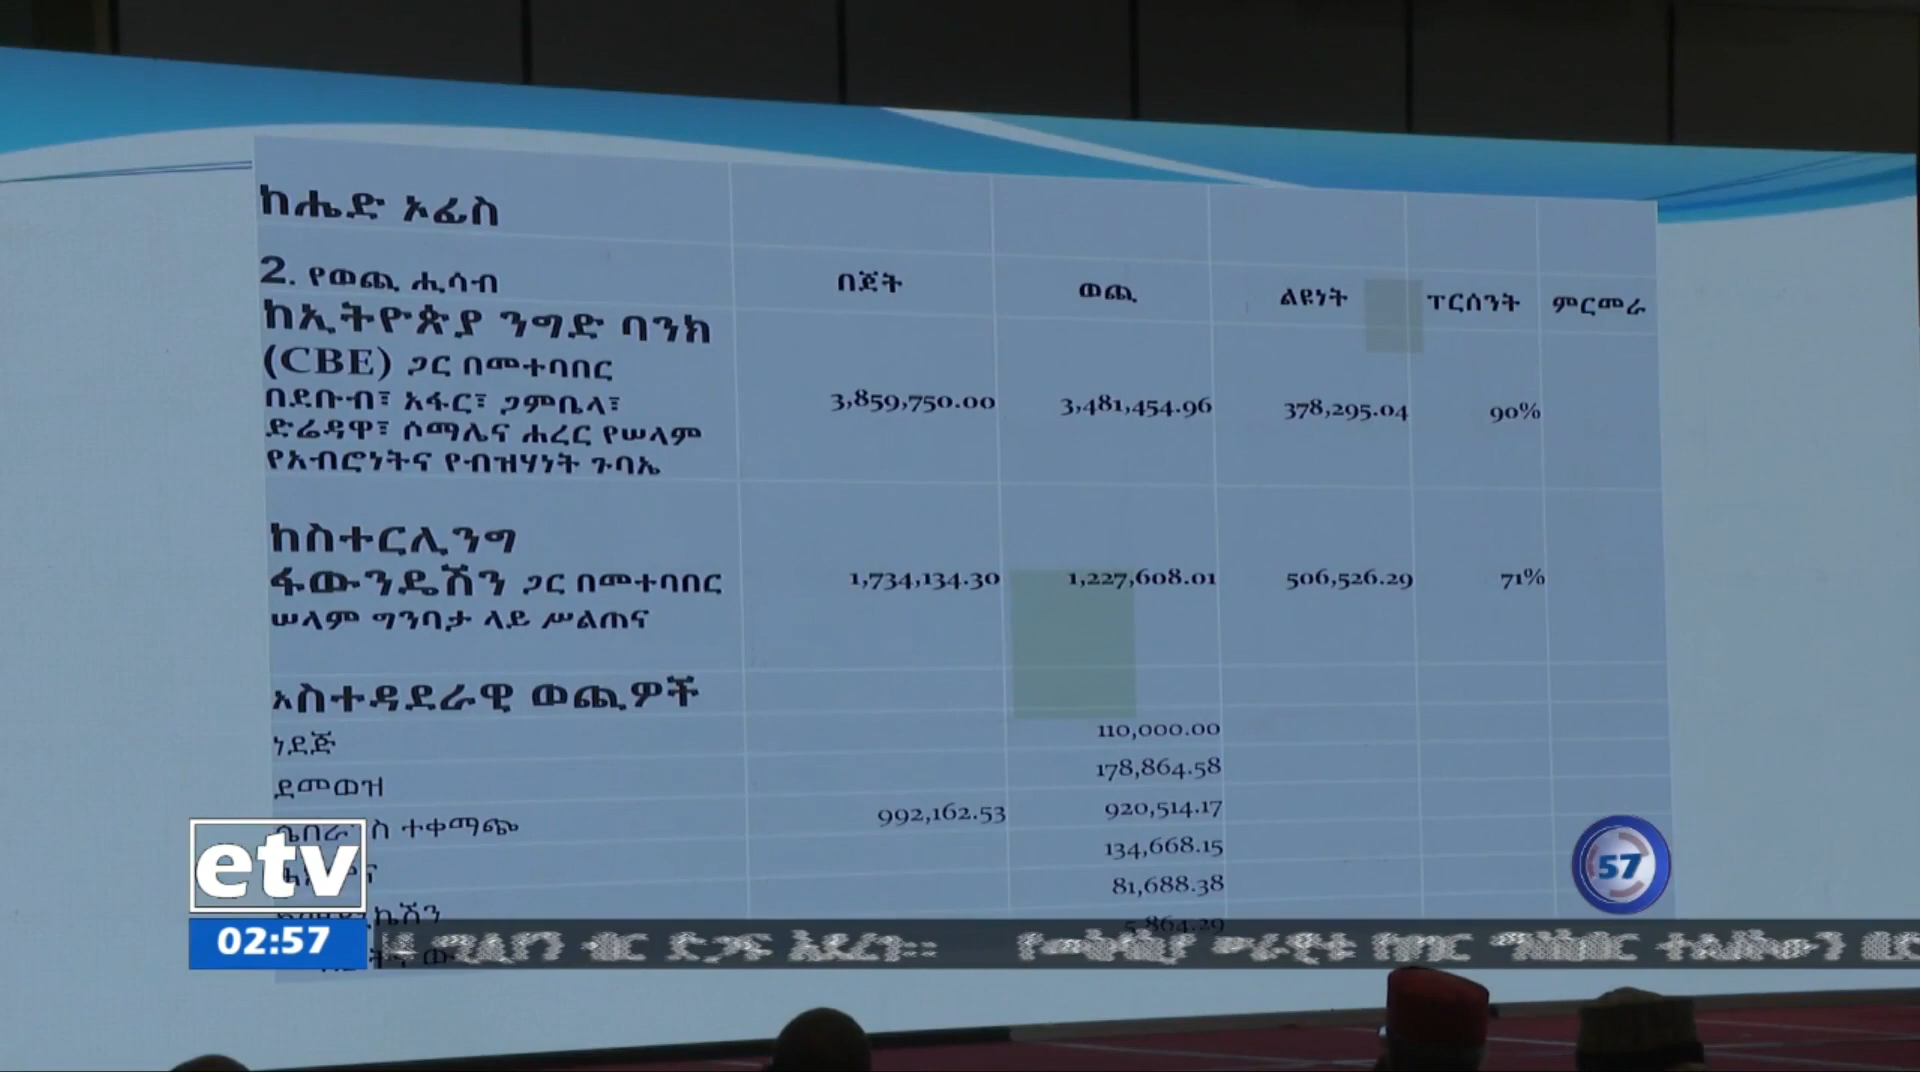 ከሔድ ኦፊስ
2. የወጪ ሒሳብ በጀት ወጪ ልዩነት ፐርሰንት ምርመራ
ከኢትዮጵያ ንግድ ባንክ
(CBE) ጋር በመተባበር
በደቡብ፣ አፋር፣ ጋምቤላ፣ 3,859,750.00 3,481,454.96 378,295.04 90%
ድሬዳዋ፣ ሶማሌና ሐረር የሠላም
የአብሮነትና የብዝሃነት ጉባኤ
ከስተርሊንግ
ፋውንዴሽን ጋር በመተባበር 1,734,134.30 1,227,608.01 506,526.29 71%
ሠላም ግንባታ ላይ ሥልጠና
አስተዳደራዊ ወጪዎች
ነዳጅ 110,000.00
ደመወዝ 178,864.58
ተቀማጭ 992,162.53 920,514.17
134,668.15
81,688.38
5,864.29
etv
02:57
57